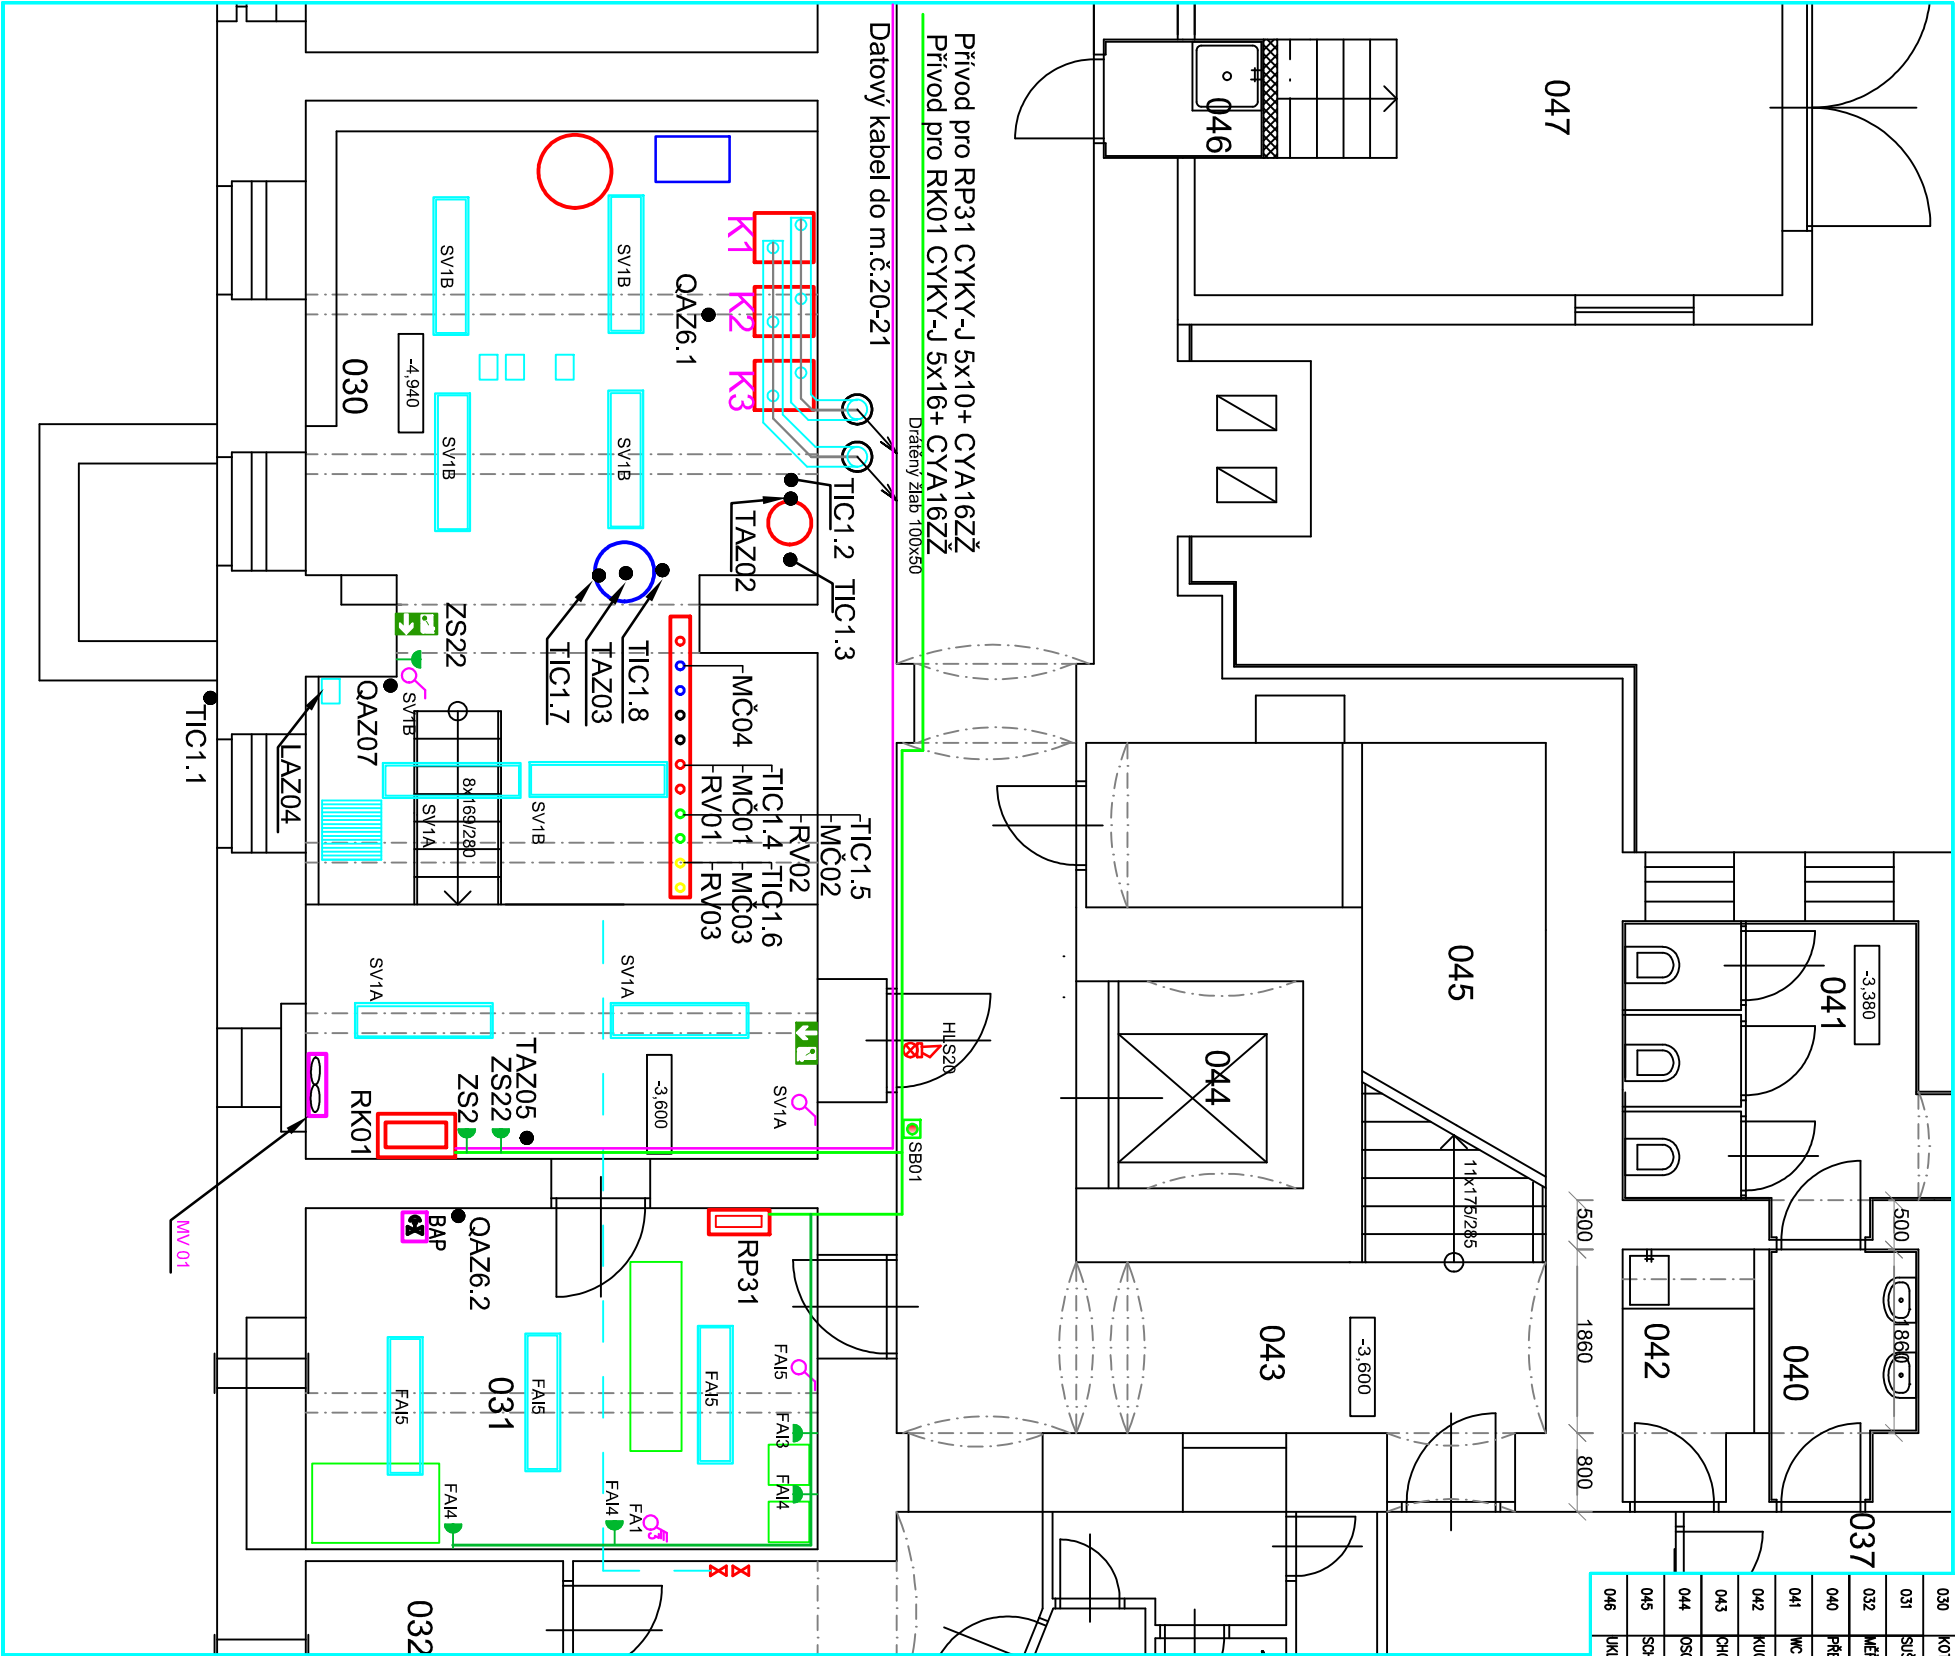 Přívod pro RP31 CYKY-J 5x10+ CYA16ZŽ
Přívod pro RK01 CYKY-J 5x16+ CYA16ZŽ
Datový kabel do m.č.20-21
Drátěný žlab 100x50
047
046
K1
K2
K3
QAZ6.1
SV1B
SV1B
SV1B
SV1B
-4,940
030
TIC1.2
TAZ02
TIC1.3
TIC1.8
TAZ03
TIC1.7
ZS22
SV1B
QAZ07
LAZ04
TIC1.1
MČ04
TIC1.4
MČ01
RV01
TIC1.5
MČ02
RV02
TIC1.6
MČ03
RV03
8x169/280
SV1A
SV1B
SV1A
SV1A
HLS20
SB01
SV1A
-3,600
TAZ05
ZS22
ZS2
RK01
MV 01
BAP
QAZ6.2
RP31
FAI5
FAI5
FAI5
FAI5
031
FAI3
FAI4
FAI4
FAI4
FA1
3
032
045
044
11x175/285
043
-3,600
041
-3,380
500
1860
800
500
1860
042
040
037
030
031
032
040
041
042
043
044
045
046
WC